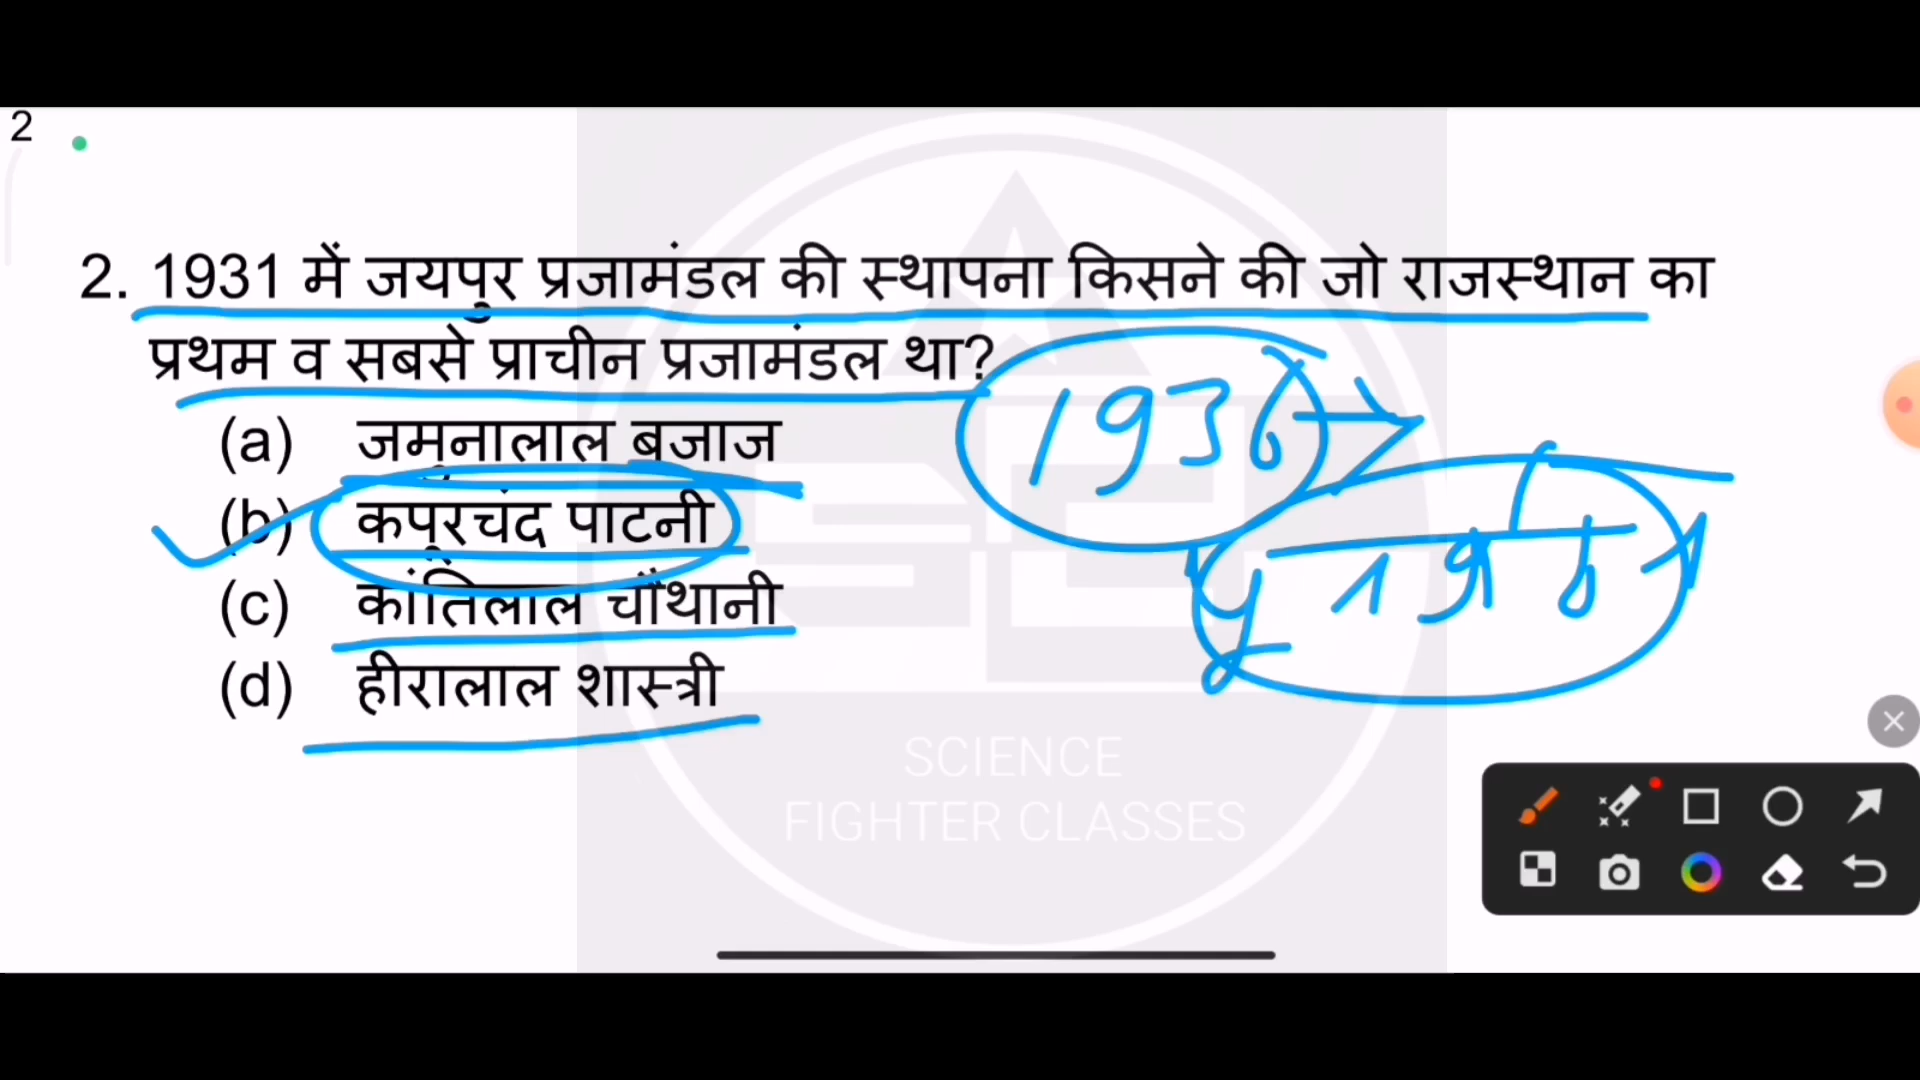 2
2. 1931 में जयपुर प्रजामंडल की स्थापना किसने की जो राजस्थान का
प्रथम व सबसे प्राचीन प्रजामंडल था?
1936
(a) जमुनालाल बजाज
(b) कपूरचंद पाटनी
(c) कांतिलाल चौथानी
(d) हीरालाल शास्त्री
SCIENCE
FIGHTER CLASSES